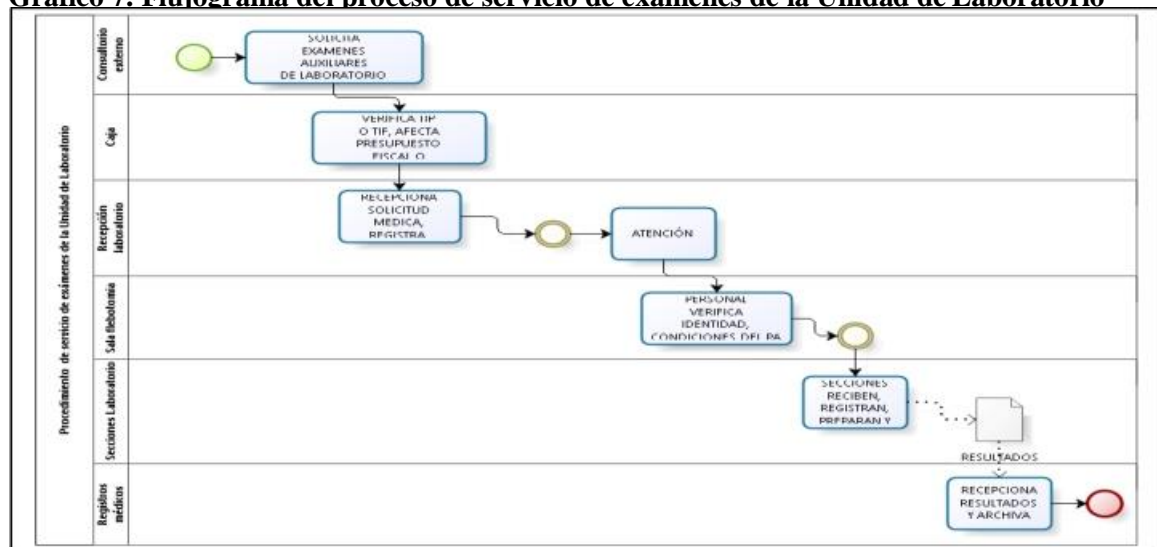 Gráfico 7. Flujograma del proceso de servicio de exámenes de la Unidad de Laboratorio
Procedimiento de servicio de exámenes de la Unidad de Laboratorio
Consultorio
externo
SOLICITA
EXAMENES
AUXILIARES
DE LABORATORIO
Caja
VERIFICA TIP
O TIF, AFECTA
PRESUPUESTO
FISCAL O
Recepción
laboratorio
RECEPCIONA
SOLICITUD
MEDICA,
REGISTRA
ATENCIÓN
Sala flebotomía
PERSONAL
VERIFICA
IDENTIDAD,
CONDICIONES DEL PA
Secciones Laboratorio
SECCIONES
RECIBEN,
REGISTRAN,
PREPARAN Y
RESULTADOS
Registros
médicos
RECEPCIONA
RESULTADOS
Y ARCHIVA